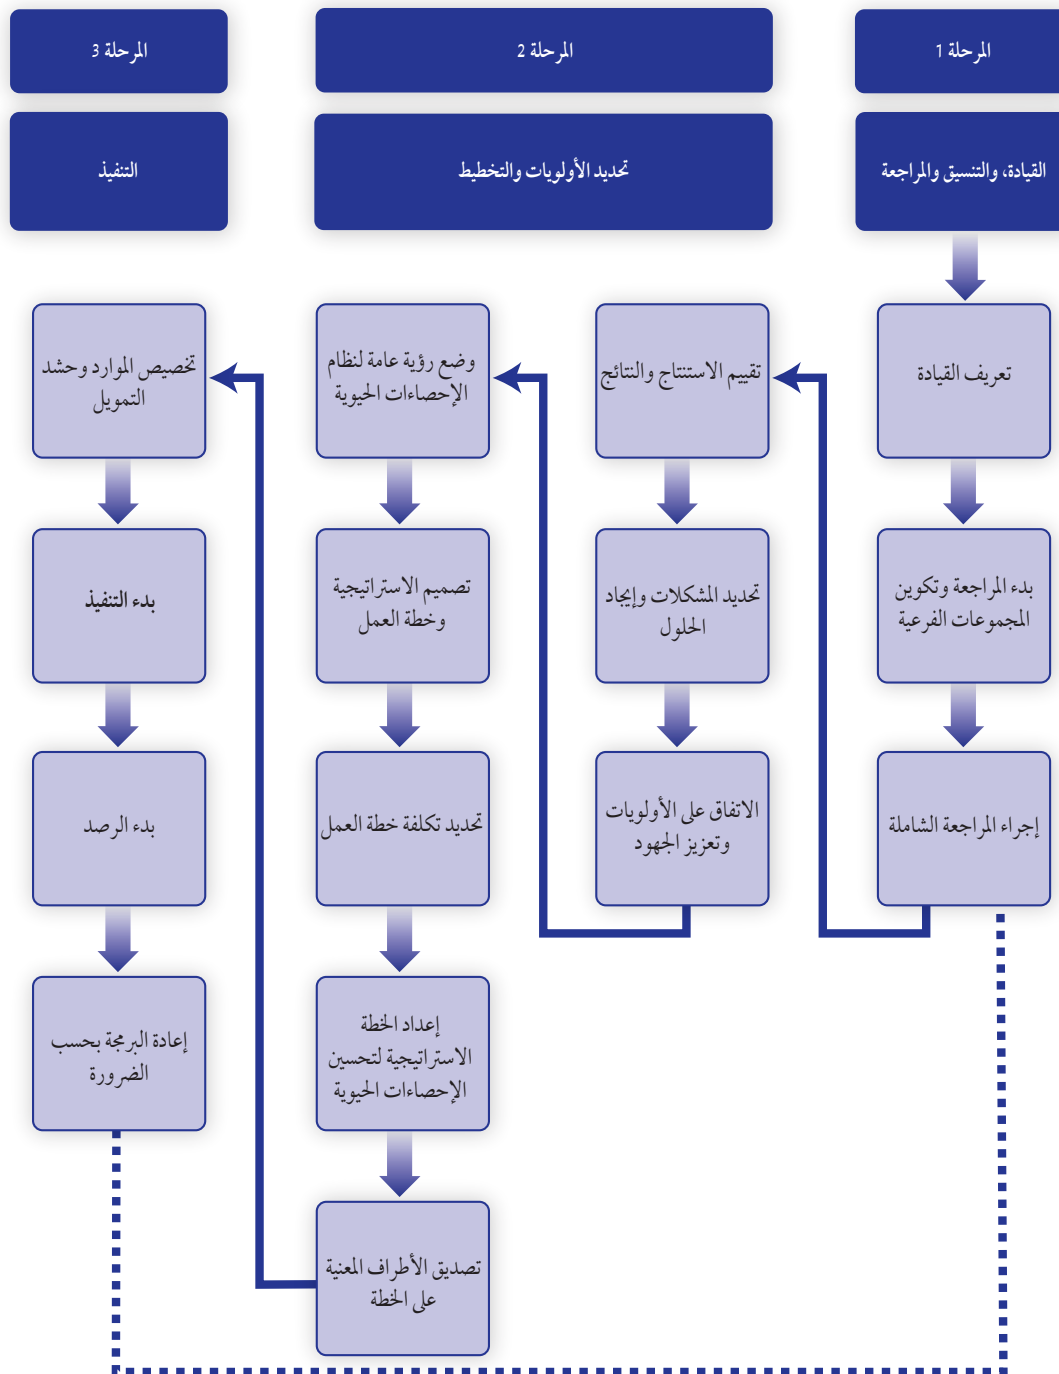 المرحلة 1
المرحلة 2
المرحلة 3
القيادة، والتنسيق والمراجعة
تحديد الأولويات والتخطيط
التنفيذ
تعريف القيادة
بدء المراجعة وتكوين
المجموعات الفرعية
إجراء المراجعة الشاملة
تقييم الاستنتاج والنتائج
تحديد المشكلات وإيجاد
الحلول
الاتفاق على الأولويات
وتعزيز الجهود
وضع رؤية عامة لنظام
الإحصاءات الحيوية
تصميم الاستراتيجية
وخطة العمل
تحديد تكلفة خطة العمل
إعداد الخطة
الاستراتيجية لتحسين
الإحصاءات الحيوية
تصديق الأطراف المعنية
على الخطة
تخصيص الموارد وحشد
التمويل
بدء التنفيذ
بدء الرصد
إعادة البرمجة بحسب
الضرورة